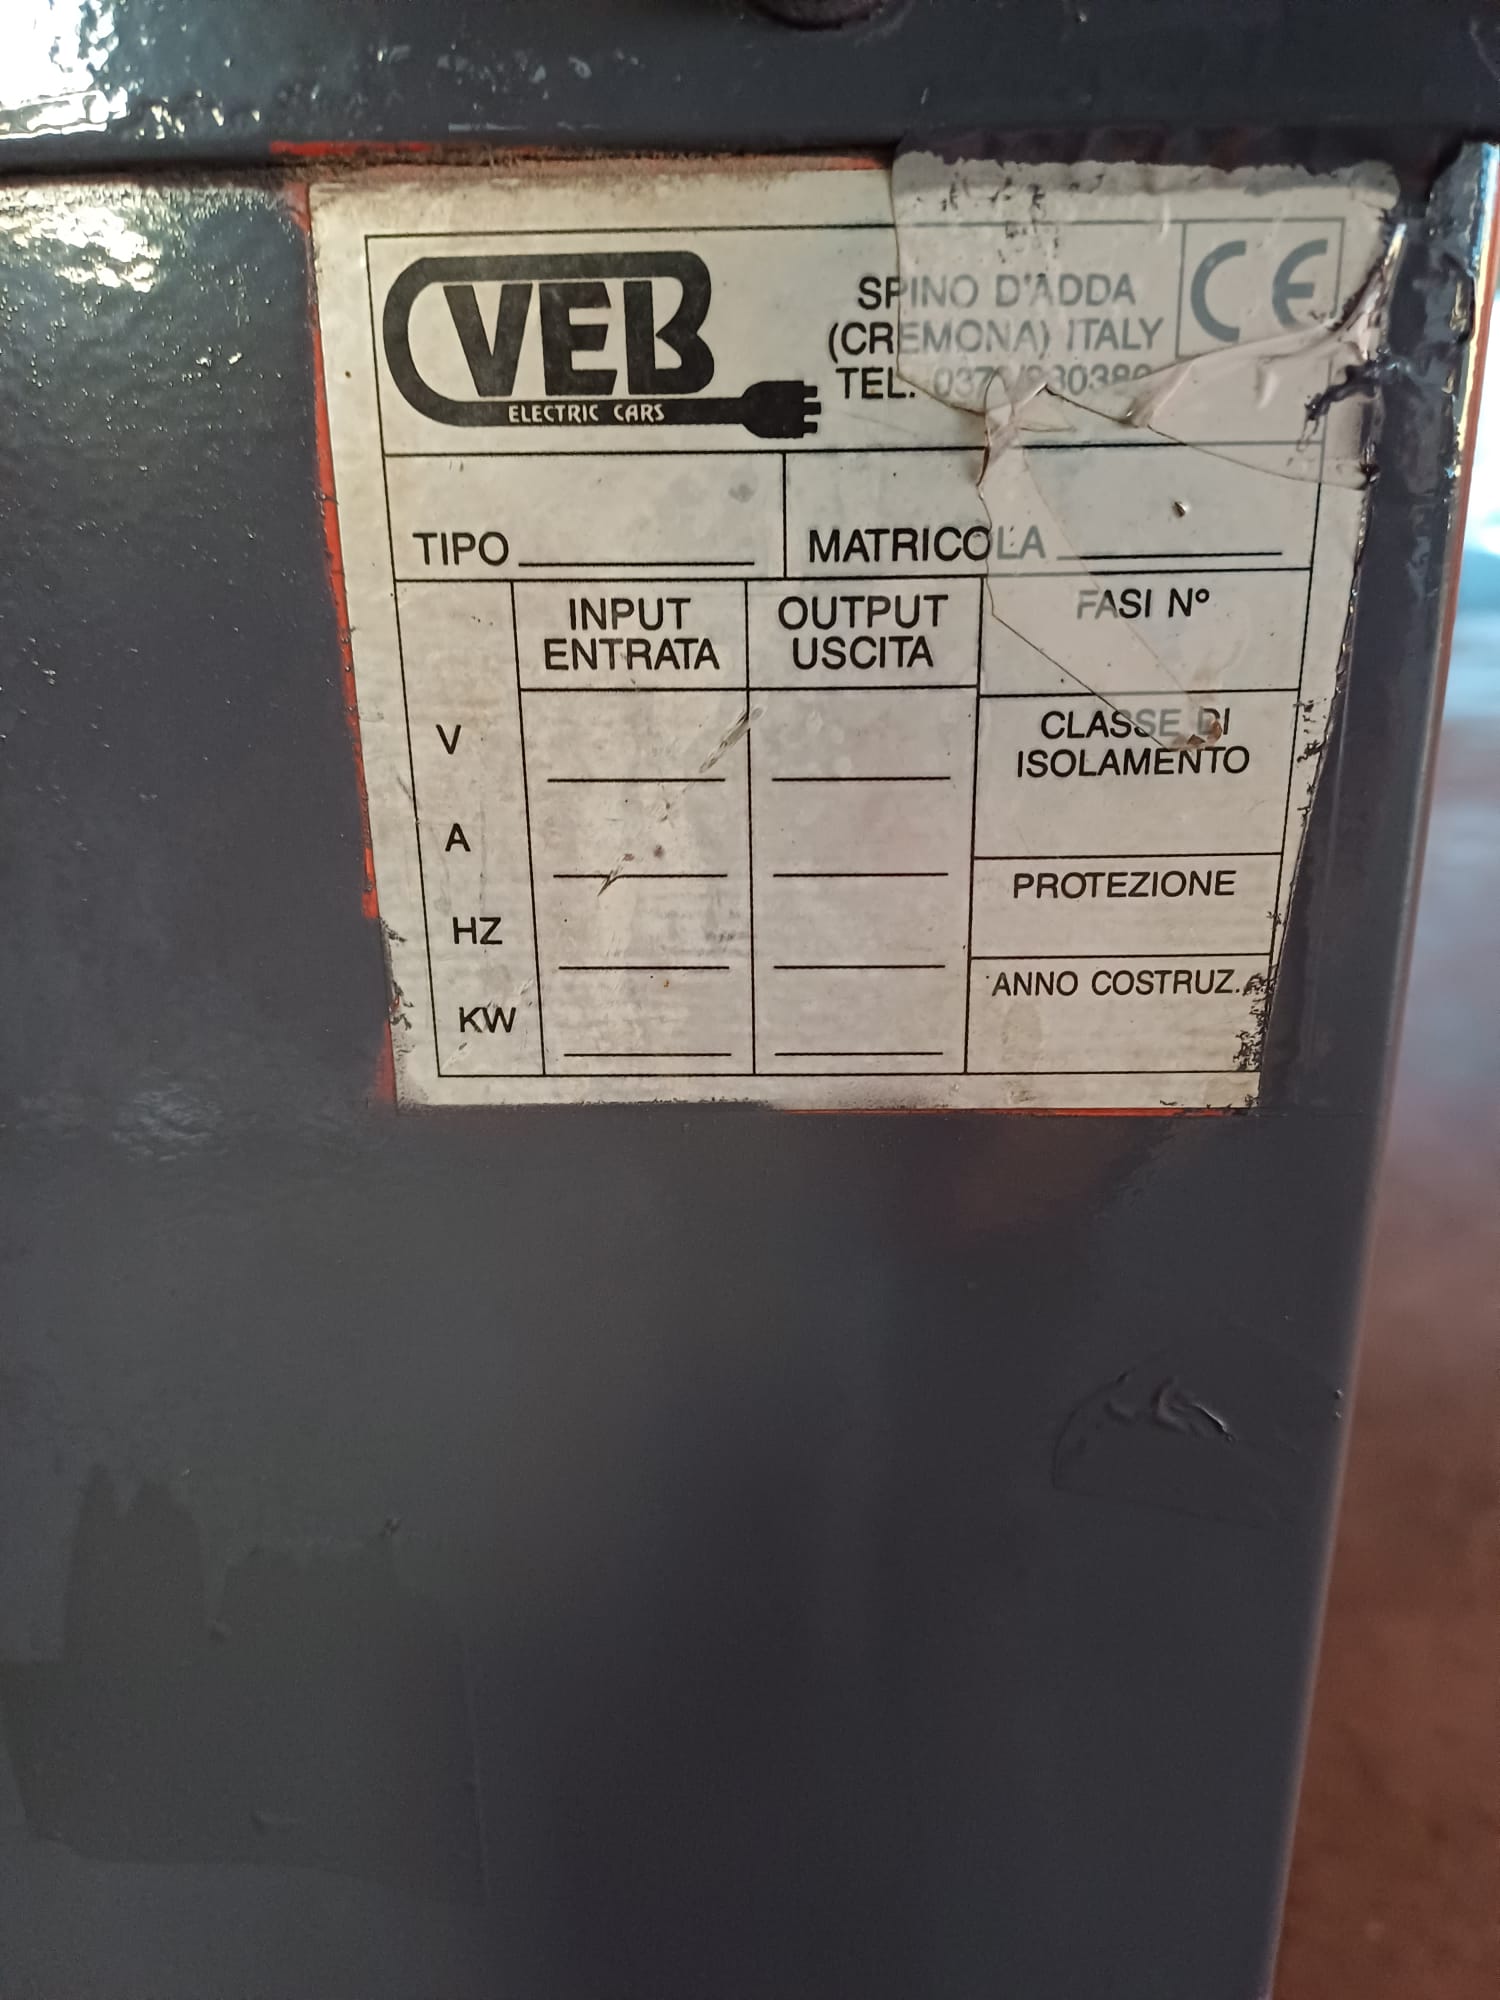 VEB
ELECTRIC CARS
SPINO D'ADDA
(CREMONA) ITALY
TEL.
CE
TIPO
MATRICOLA
INPUT
ENTRATA
OUTPUT
USCITA
FASI N°
V
A
HZ
KW
CLASSE DI
ISOLAMENTO
PROTEZIONE
ANNO COSTRUZ.